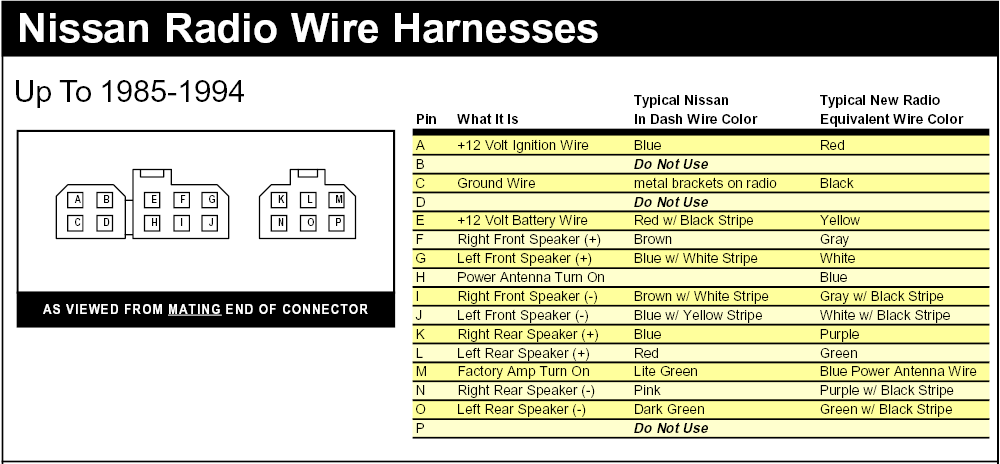 Nissan Radio Wire Harnesses
Up To 1985-1994
A B E F G K L M
C D H I J N O P
AS VIEWED FROM MATING END OF CONNECTOR
Typical Nissan Typical New Radio
Pin What It Is In Dash Wire Color Equivalent Wire Color
A +12 Volt Ignition Wire Blue Red
B Do Not Use
C Ground Wire metal brackets on radio Black
D Do Not Use
E +12 Volt Battery Wire Red w/ Black Stripe Yellow
F Right Front Speaker (+) Brown Gray
G Left Front Speaker (+) Blue w/ White Stripe White
H Power Antenna Turn On Blue
I Right Front Speaker (-) Brown w/ White Stripe Gray w/ Black Stripe
J Left Front Speaker (-) Blue w/ Yellow Stripe White w/ Black Stripe
K Right Rear Speaker (+) Blue Purple
L Left Rear Speaker (+) Red Green
M Factory Amp Turn On Lite Green Blue Power Antenna Wire
N Right Rear Speaker (-) Pink Purple w/ Black Stripe
O Left Rear Speaker (-) Dark Green Green w/ Black Stripe
P Do Not Use